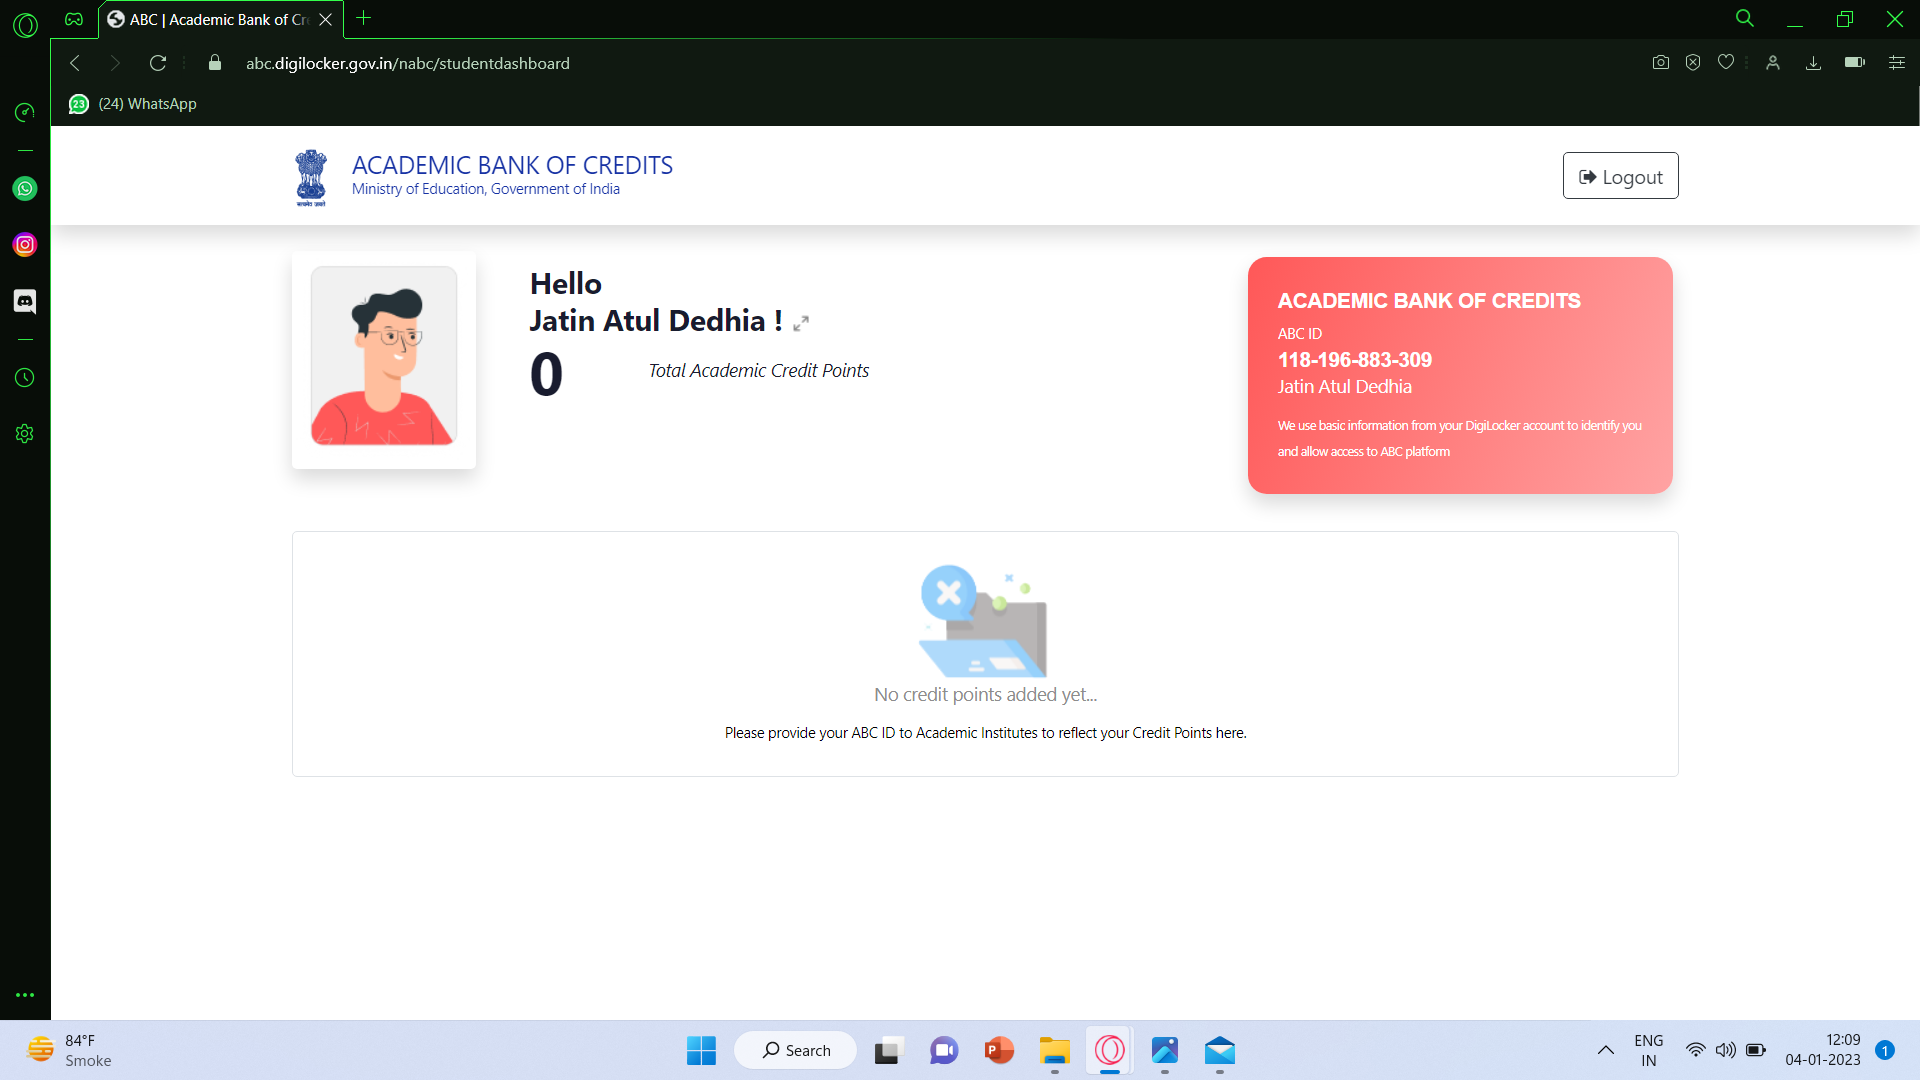 ABC | Academic Bank of Cre
abc.digilocker.gov.in/nabc/studentdashboard
23
(24) WhatsApp
सत्यमेव जयते
ACADEMIC BANK OF CREDITS
Ministry of Education, Government of India
Logout
Hello
Jatin Atul Dedhia !
0
Total Academic Credit Points
ACADEMIC BANK OF CREDITS
ABC ID
118-196-883-309
Jatin Atul Dedhia
We use basic information from your DigiLocker account to identify you
and allow access to ABC platform
No credit points added yet...
Please provide your ABC ID to Academic Institutes to reflect your Credit Points here.
84°F
Smoke
Search
P
ENG
IN
12:09
04-01-2023
1